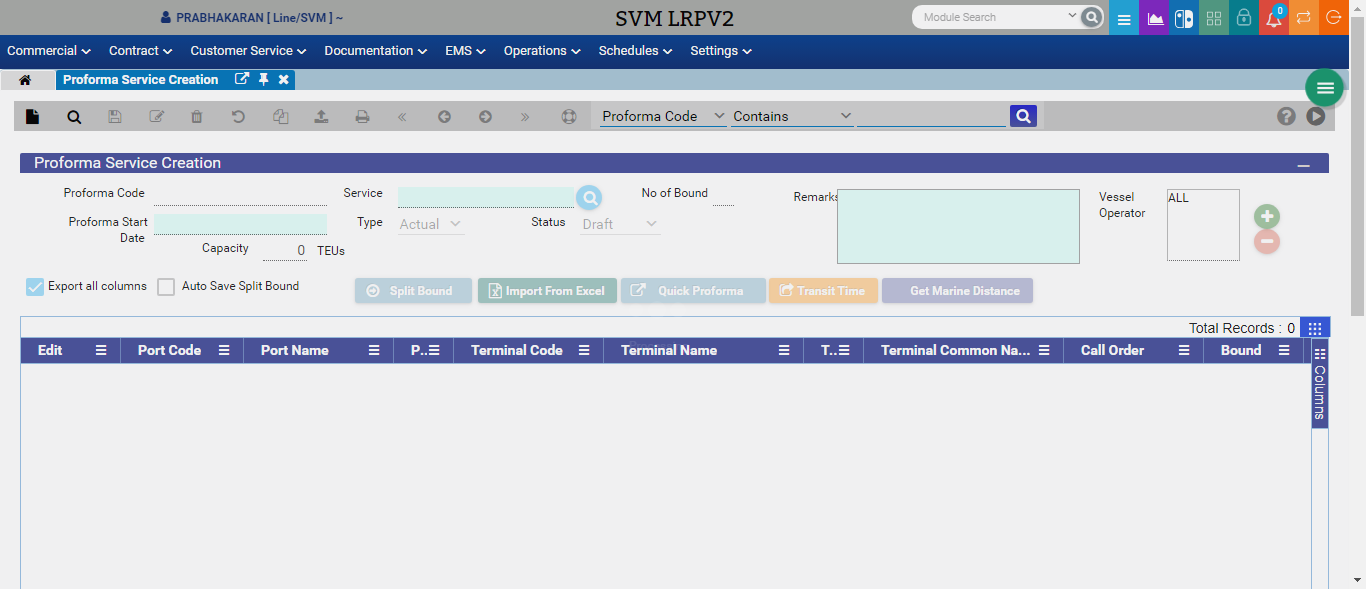 PRABHAKARAN [ Line/SVM ] ~
SVM LRPV2
Module Search
0
Commercial Contract Customer Service Documentation EMS Operations Schedules Settings
Proforma Service Creation
Proforma Code Contains
Proforma Service Creation
Proforma Code Service No of Bound Remarks Vessel Operator ALL
Proforma Start Date Type Actual Status Draft
Capacity 0 TEUs
Export all columns Auto Save Split Bound Split Bound Import From Excel Quick Proforma Transit Time Get Marine Distance
Total Records : 0
Edit Port Code Port Name P.. Terminal Code Terminal Name T.. Terminal Common Na... Call Order Bound
Columns